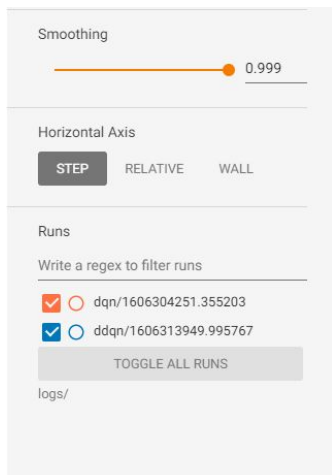 Smoothing
0.999
Horizontal Axis
STEP RELATIVE WALL
Runs
Write a regex to filter runs
dqn/1606304251.355203
ddqn/1606313949.995767
TOGGLE ALL RUNS
logs/